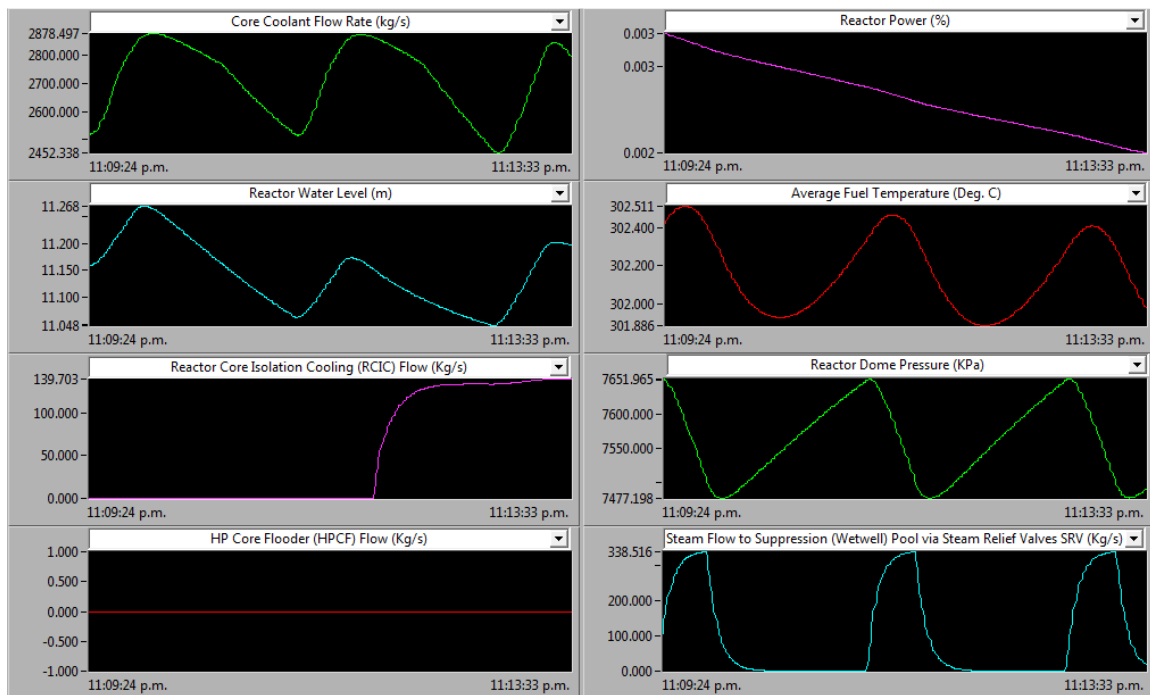 Core Coolant Flow Rate (kg/s)
2878.497
2800.000
2700.000
2600.000
2452.338
11:09:24 p.m. 11:13:33 p.m.
Reactor Power (%)
0.003
0.003
0.002
11:09:24 p.m. 11:13:33 p.m.
Reactor Water Level (m)
11.268
11.200
11.150
11.100
11.048
11:09:24 p.m. 11:13:33 p.m.
Average Fuel Temperature (Deg. C)
302.511
302.400
302.200
302.000
301.886
11:09:24 p.m. 11:13:33 p.m.
Reactor Core Isolation Cooling (RCIC) Flow (Kg/s)
139.703
100.000
50.000
0.000
11:09:24 p.m. 11:13:33 p.m.
Reactor Dome Pressure (KPa)
7651.965
7600.000
7550.000
7477.198
11:09:24 p.m. 11:13:33 p.m.
HP Core Flooder (HPCF) Flow (Kg/s)
1.000
0.500
0.000
-0.500
-1.000
11:09:24 p.m. 11:13:33 p.m.
Steam Flow to Suppression (Wetwell) Pool via Steam Relief Valves SRV (Kg/s)
338.516
200.000
100.000
0.000
11:09:24 p.m. 11:13:33 p.m.